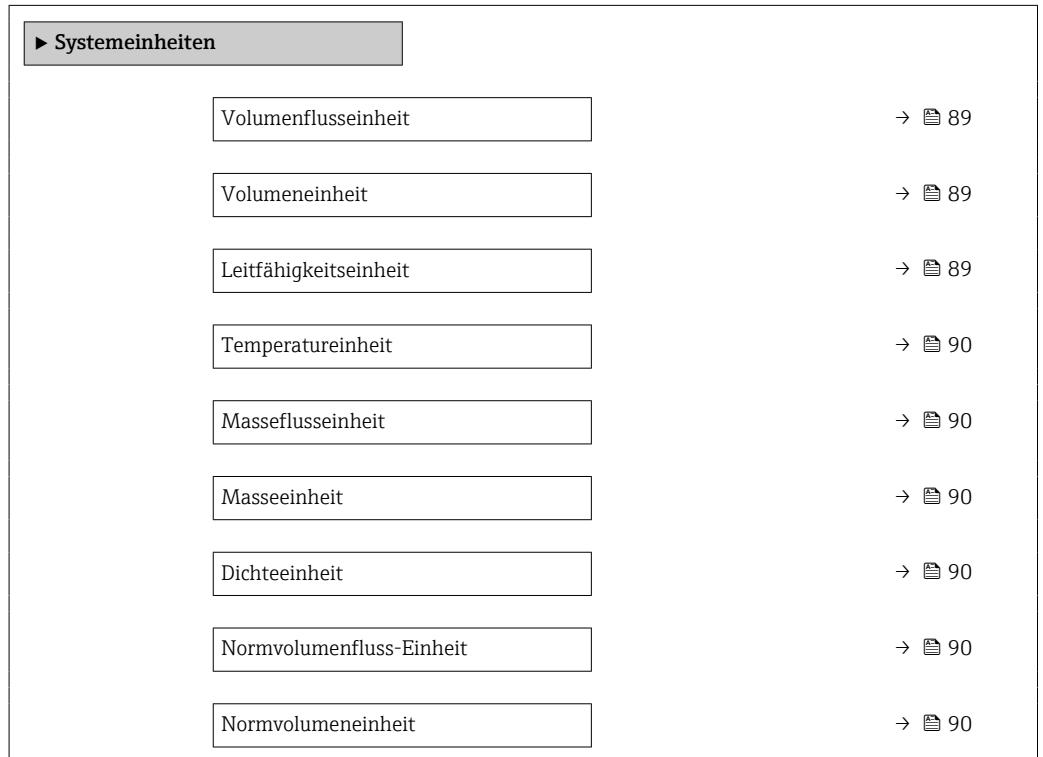 ▸ Systemeinheiten
Volumenflusseinheit → 89
Volumeneinheit → 89
Leitfähigkeitseinheit → 89
Temperatureinheit → 90
Masseflusseinheit → 90
Masseeinheit → 90
Dichteeinheit → 90
Normvolumenfluss-Einheit → 90
Normvolumeneinheit → 90